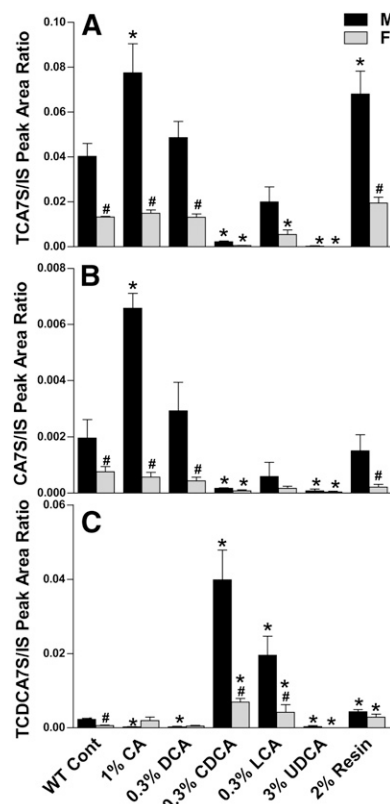 M
F
A
TCA7S/IS Peak Area Ratio
0.10
0.08
0.06
0.04
0.02
0.00
* # * # # * * * * * * #
B
CA7S/IS Peak Area Ratio
0.008
0.006
0.004
0.002
0.000
# * # # * * * * #
C
TCDCA7S/IS Peak Area Ratio
0.06
0.04
0.02
0.00
# * * * * # * * # * * * *
WT Cont
1% CA
0.3% DCA
0.3% CDCA
0.3% LCA
3% UDCA
2% Resin